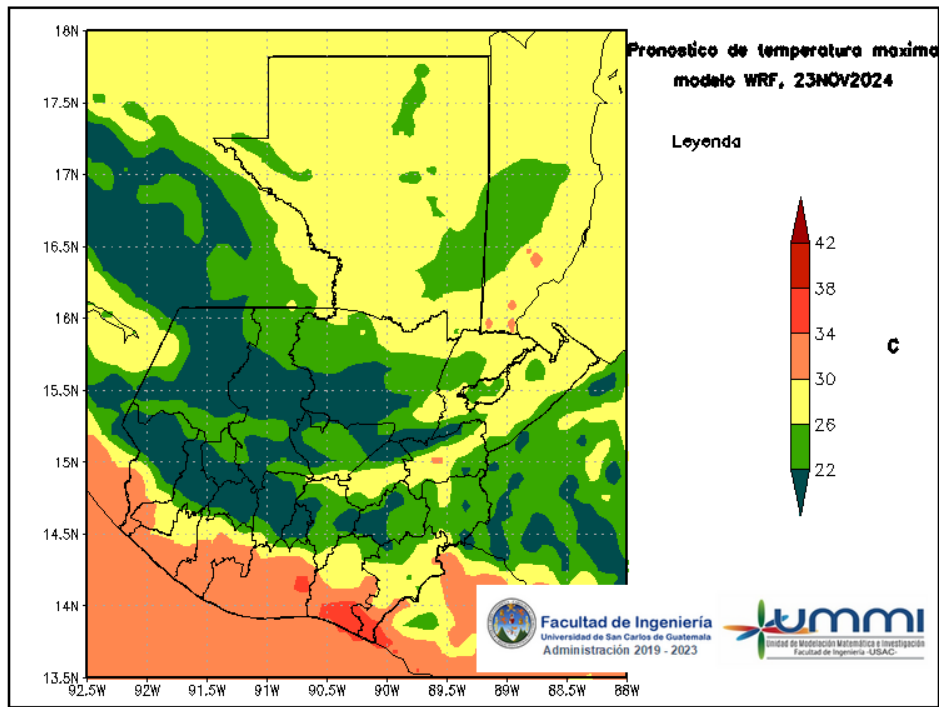 Pronostico de temperatura maxima
modelo WRF, 23NOV2024
Leyenda
42
38
34
30
26
22
C
18N
17.5N
17N
16.5N
16N
15.5N
15N
14.5N
14N
13.5N
92.5W
92W
91.5W
91W
90.5W
90W
89.5W
89W
88.5W
88W
Facultad de Ingeniería
Universidad de San Carlos de Guatemala
Administración 2019 - 2023
UMMI
Unidad de Modelación Matemática e Investigación
Facultad de Ingeniería -USAC-